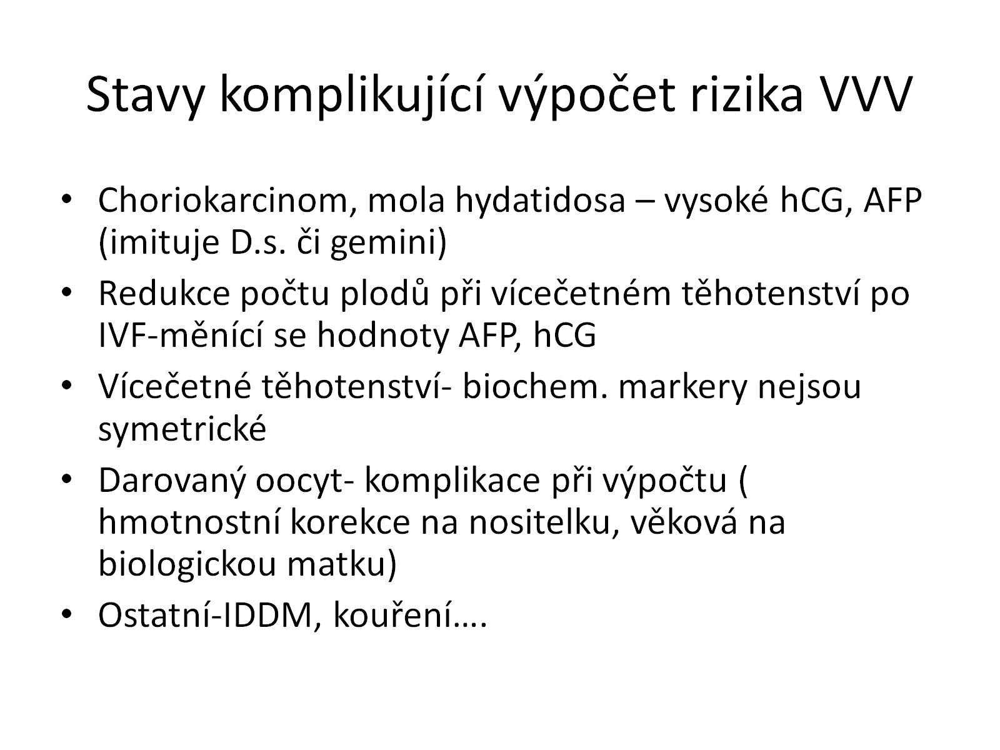 Stavy komplikující výpočet rizika VVV
• Choriokarcinom, mola hydatidosa – vysoké hCG, AFP
(imituje D.s. či gemini)
• Redukce počtu plodů při vícečetném těhotenství po
IVF-měnící se hodnoty AFP, hCG
• Vícečetné těhotenství- biochem. markery nejsou
symetrické
• Darovaný oocyt- komplikace při výpočtu (
hmotnostní korekce na nositelku, věková na
biologickou matku)
• Ostatní-IDDM, kouření….